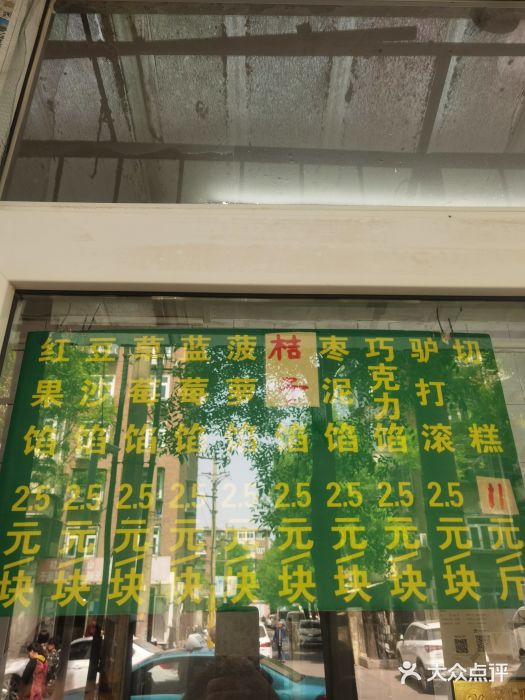 红果馅 2.5元/块
豆沙馅 2.5元/块
草莓馅 2.5元/块
蓝莓馅 2.5元/块
菠萝馅 2.5元/块
桔子馅 2.5元/块
枣泥馅 2.5元/块
巧克力馅 2.5元/块
驴打滚 2.5元/块
切糕 11元/斤
大众点评